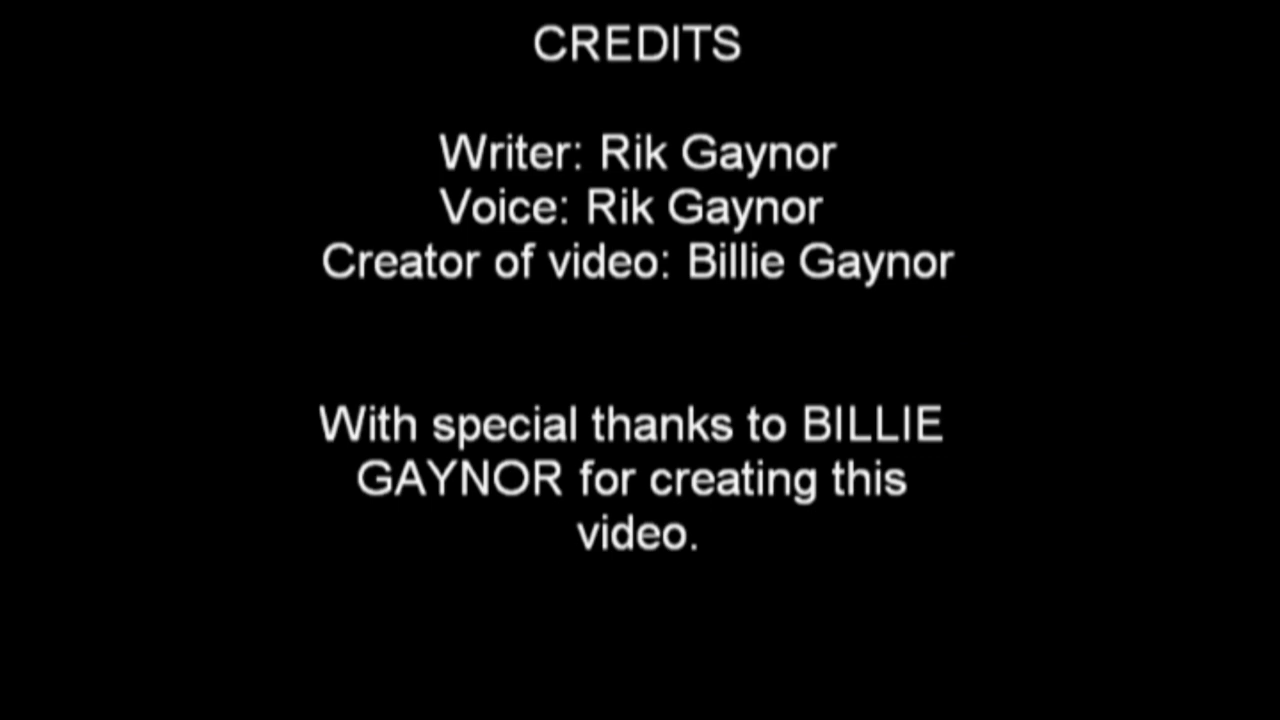 CREDITS
Writer: Rik Gaynor
Voice: Rik Gaynor
Creator of video: Billie Gaynor
With special thanks to BILLIE
GAYNOR for creating this
video.